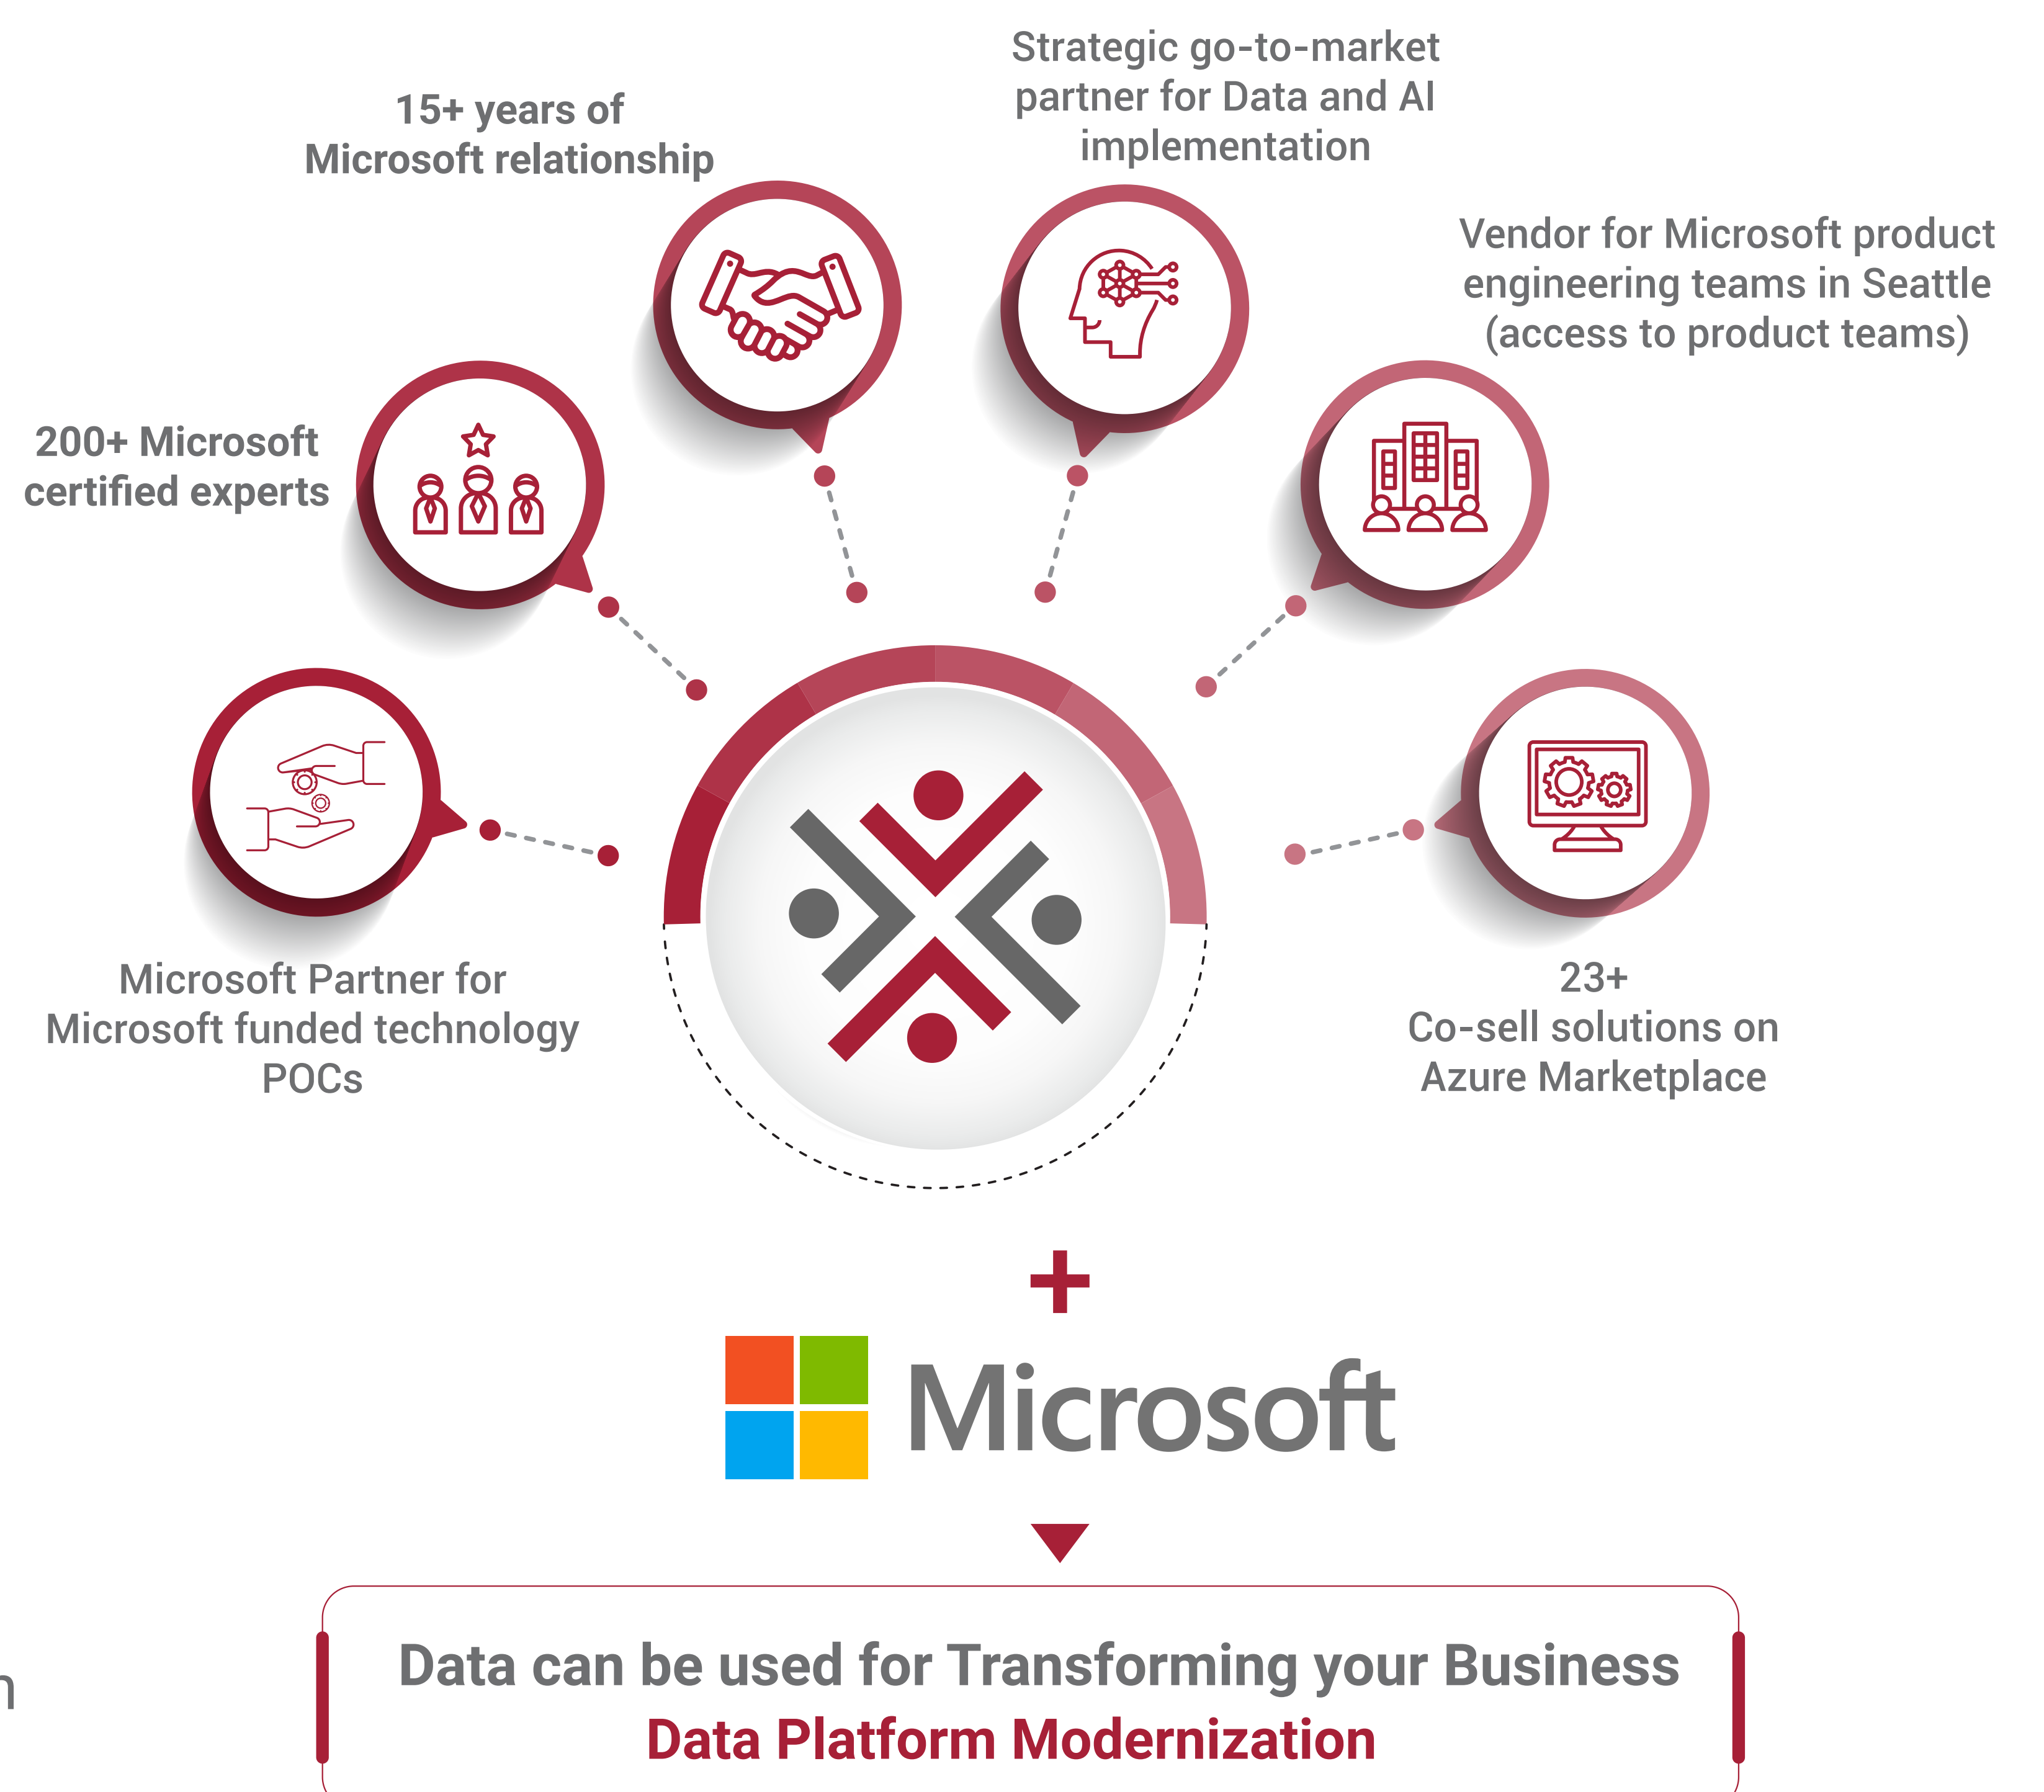 Strategic go-to-market
partner for Data and AI
implementation
15+ years of
Microsoft relationship
Vendor for Microsoft product
engineering teams in Seattle
(access to product teams)
200+ Microsoft
certified experts
Microsoft Partner for
Microsoft funded technology
POCs
23+
Co-sell solutions on
Azure Marketplace
+
Microsoft
Data can be used for Transforming your Business
Data Platform Modernization